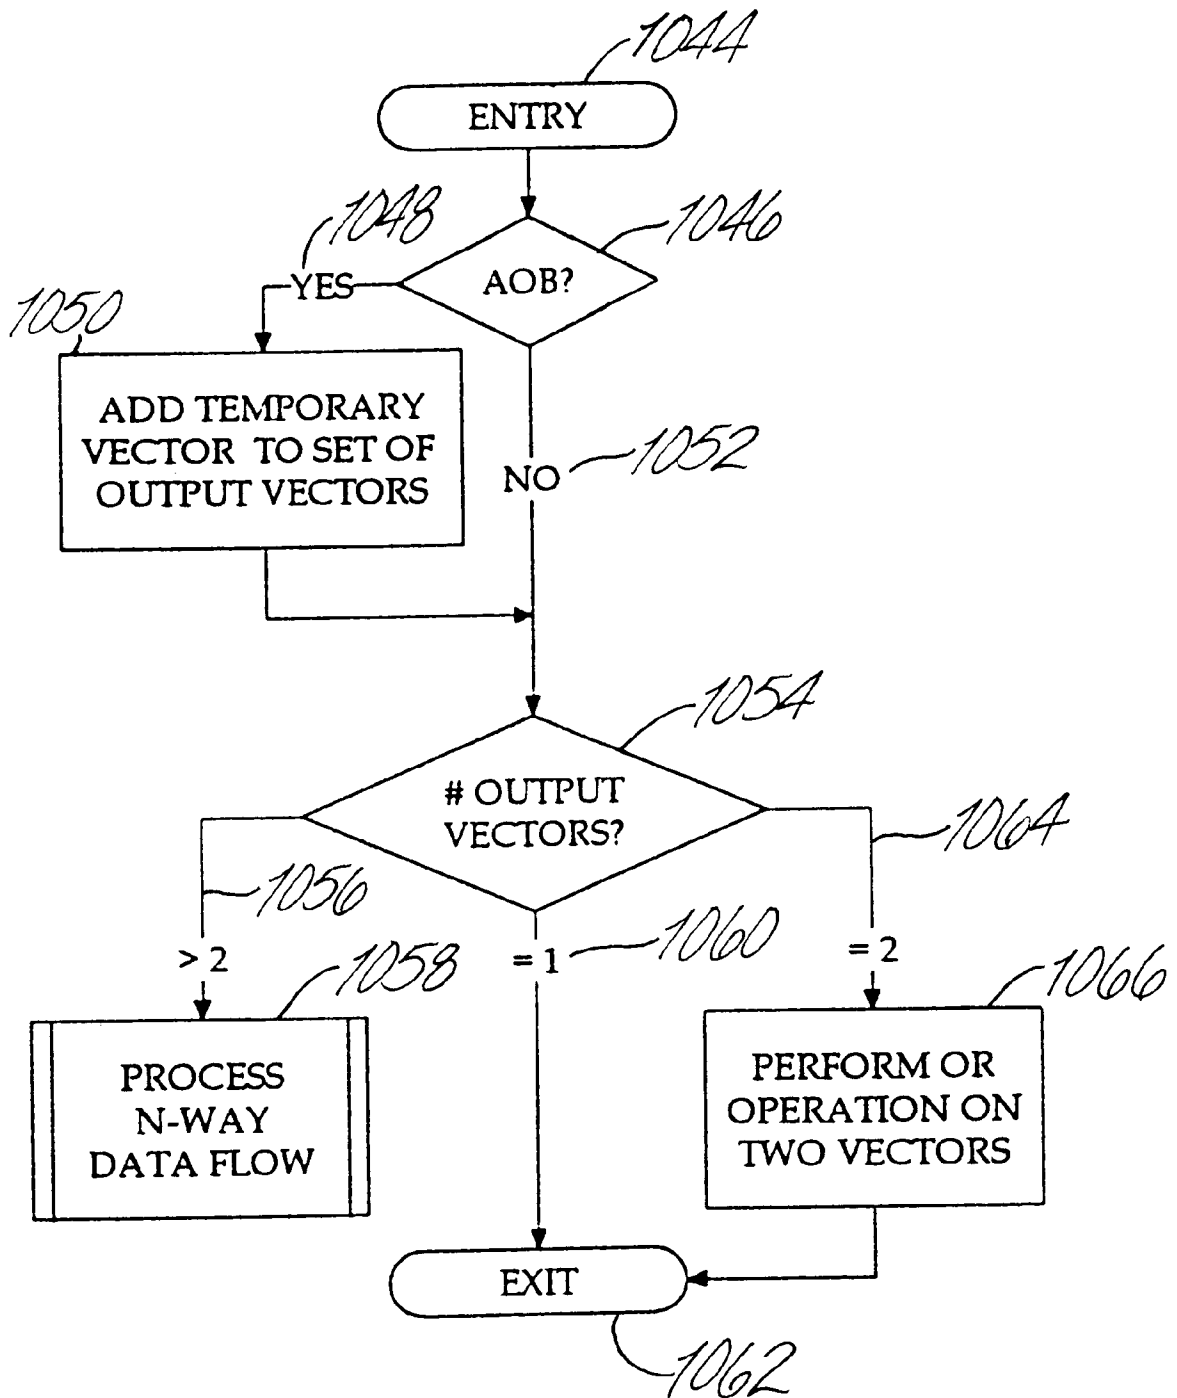 1044
ENTRY
1048
1046
YES
AOB?
1050
ADD TEMPORARY
VECTOR TO SET OF
OUTPUT VECTORS
1052
NO
1054
# OUTPUT
VECTORS?
1064
1056
1060
> 2
= 1
= 2
1058
1066
PROCESS
N-WAY
DATA FLOW
PERFORM OR
OPERATION ON
TWO VECTORS
EXIT
1062